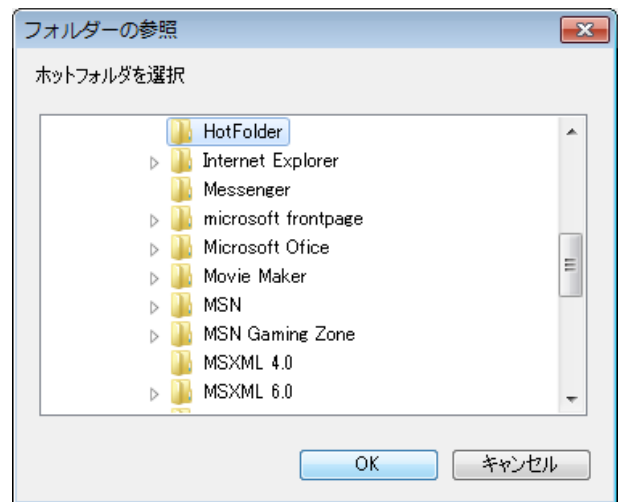 フォルダーの参照
ホットフォルダを選択
HotFolder
Internet Explorer
Messenger
microsoft frontpage
Microsoft Ofice
Movie Maker
MSN
MSN Gaming Zone
MSXML 4.0
MSXML 6.0
OK
キャンセル